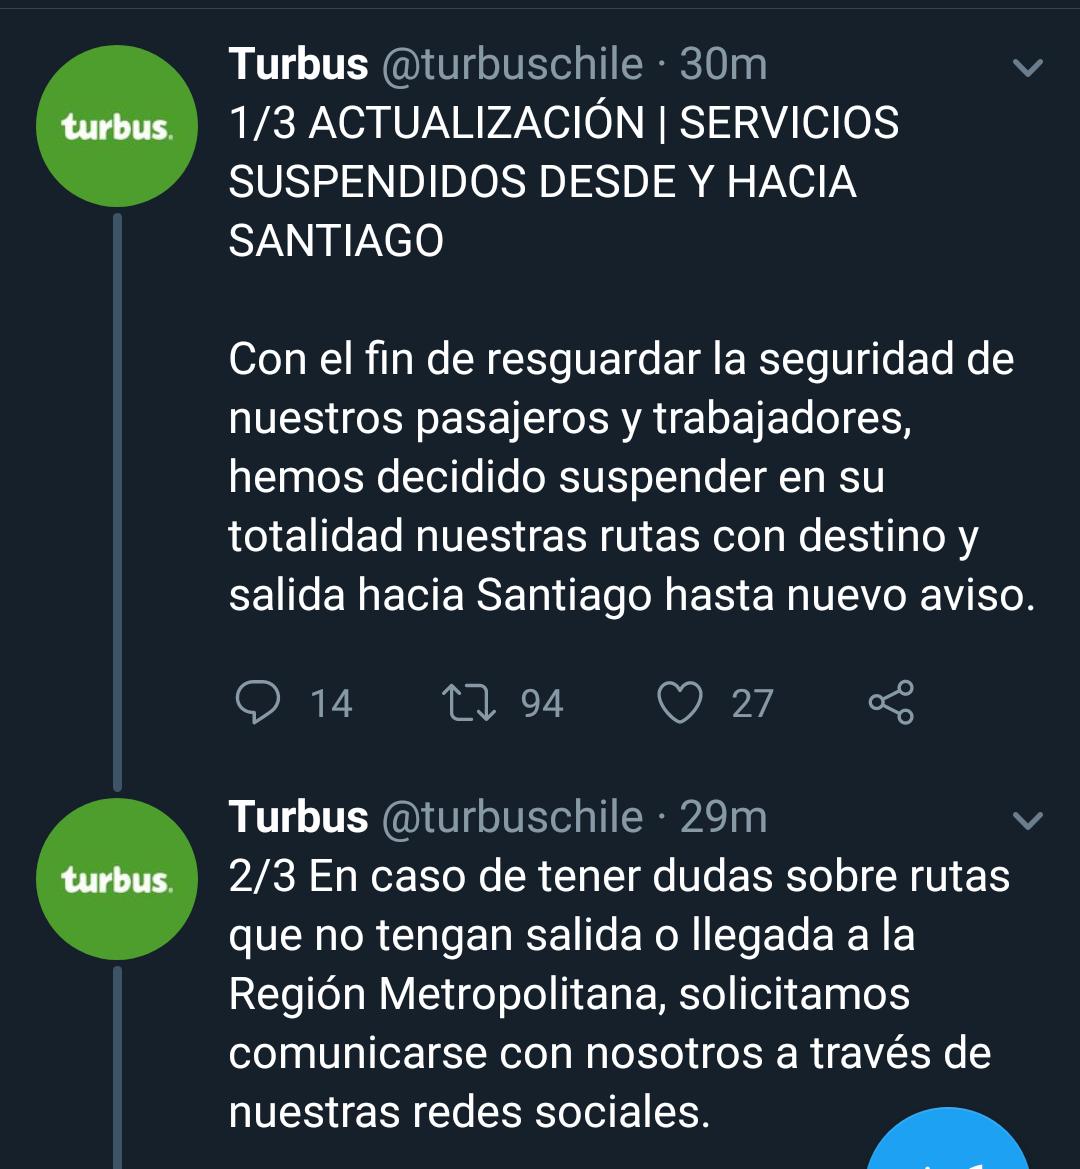 Turbus @turbuschile · 30m
turbus.
1/3 ACTUALIZACIÓN | SERVICIOS
SUSPENDIDOS DESDE Y HACIA
SANTIAGO
Con el fin de resguardar la seguridad de
nuestros pasajeros y trabajadores,
hemos decidido suspender en su
totalidad nuestras rutas con destino y
salida hacia Santiago hasta nuevo aviso.
14 94 27
Turbus @turbuschile · 29m
turbus.
2/3 En caso de tener dudas sobre rutas
que no tengan salida o llegada a la
Región Metropolitana, solicitamos
comunicarse con nosotros a través de
nuestras redes sociales.